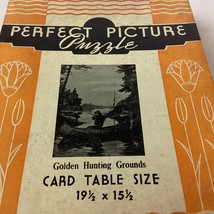 PERFECT PICTURE
Puzzle
Golden Hunting Grounds
CARD TABLE SIZE
19½ x 15½